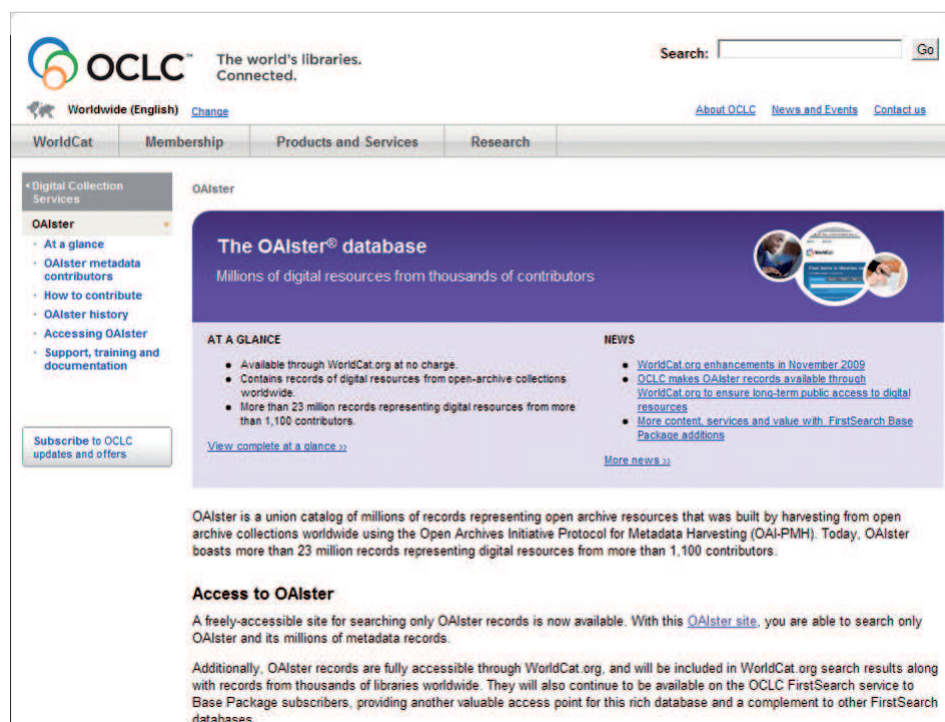 OCLC™
The world's libraries.
Connected.
Search:
Go
Worldwide (English) Change
About OCLC News and Events Contact us
WorldCat Membership Products and Services Research
Digital Collection
Services
OAIster
At a glance
OAIster metadata
contributors
How to contribute
OAIster history
Accessing OAIster
Support, training and
documentation
Subscribe to OCLC
updates and offers
OAIster
The OAIster® database
Millions of digital resources from thousands of contributors
WorldCat
AT A GLANCE
• Available through WorldCat.org at no charge.
• Contains records of digital resources from open-archive collections
worldwide.
• More than 23 million records representing digital resources from more
than 1,100 contributors.
View complete at a glance ››
NEWS
• WorldCat.org enhancements in November 2009
• OCLC makes OAIster records available through
WorldCat.org to ensure long-term public access to digital
resources
• More content, services and value with FirstSearch Base
Package additions
More news ››
OAIster is a union catalog of millions of records representing open archive resources that was built by harvesting from open
archive collections worldwide using the Open Archives Initiative Protocol for Metadata Harvesting (OAI-PMH). Today, OAIster
boasts more than 23 million records representing digital resources from more than 1,100 contributors.
Access to OAIster
A freely-accessible site for searching only OAIster records is now available. With this OAIster site, you are able to search only
OAIster and its millions of metadata records.
Additionally, OAIster records are fully accessible through WorldCat.org, and will be included in WorldCat.org search results along
with records from thousands of libraries worldwide. They will also continue to be available on the OCLC FirstSearch service to
Base Package subscribers, providing another valuable access point for this rich database and a complement to other FirstSearch
databases.